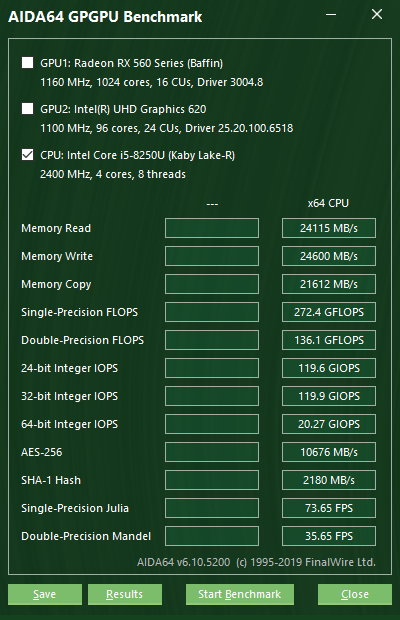 AIDA64 GPGPU Benchmark
GPU1: Radeon RX 560 Series (Baffin)
1160 MHz, 1024 cores, 16 CUs, Driver 3004.8
GPU2: Intel(R) UHD Graphics 620
1100 MHz, 96 cores, 24 CUs, Driver 25.20.100.6518
CPU: Intel Core i5-8250U (Kaby Lake-R)
2400 MHz, 4 cores, 8 threads
--- x64 CPU
Memory Read 24115 MB/s
Memory Write 24600 MB/s
Memory Copy 21612 MB/s
Single-Precision FLOPS 272.4 GFLOPS
Double-Precision FLOPS 136.1 GFLOPS
24-bit Integer IOPS 119.6 GIOPS
32-bit Integer IOPS 119.9 GIOPS
64-bit Integer IOPS 20.27 GIOPS
AES-256 10676 MB/s
SHA-1 Hash 2180 MB/s
Single-Precision Julia 73.65 FPS
Double-Precision Mandel 35.65 FPS
AIDA64 v6.10.5200 (c) 1995-2019 FinalWire Ltd.
Save Results Start Benchmark Close